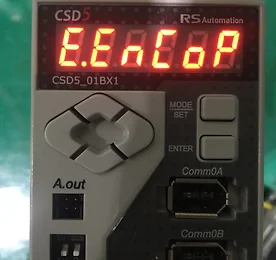 CSD5
RS Automation
E.EnCoP
CSD5_01BX1
MODE/
SET
ENTER
A.out
Comm0A
Comm0B